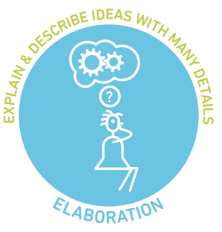 EXPLAIN & DESCRIBE IDEAS WITH MANY DETAILS
?
ELABORATION